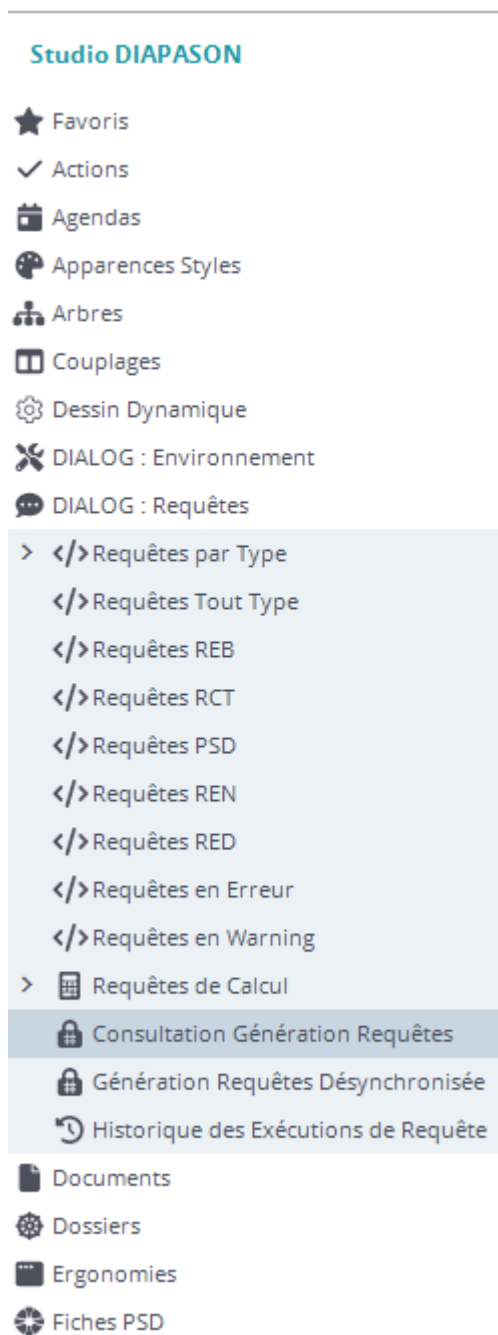 Studio DIAPASON
Favoris
Actions
Agendas
Apparences Styles
Arbres
Couplages
Dessin Dynamique
DIALOG : Environnement
DIALOG : Requêtes
Requêtes par Type
Requêtes Tout Type
Requêtes REB
Requêtes RCT
Requêtes PSD
Requêtes REN
Requêtes RED
Requêtes en Erreur
Requêtes en Warning
Requêtes de Calcul
Consultation Génération Requêtes
Génération Requêtes Désynchronisée
Historique des Exécutions de Requête
Documents
Dossiers
Ergonomies
Fiches PSD